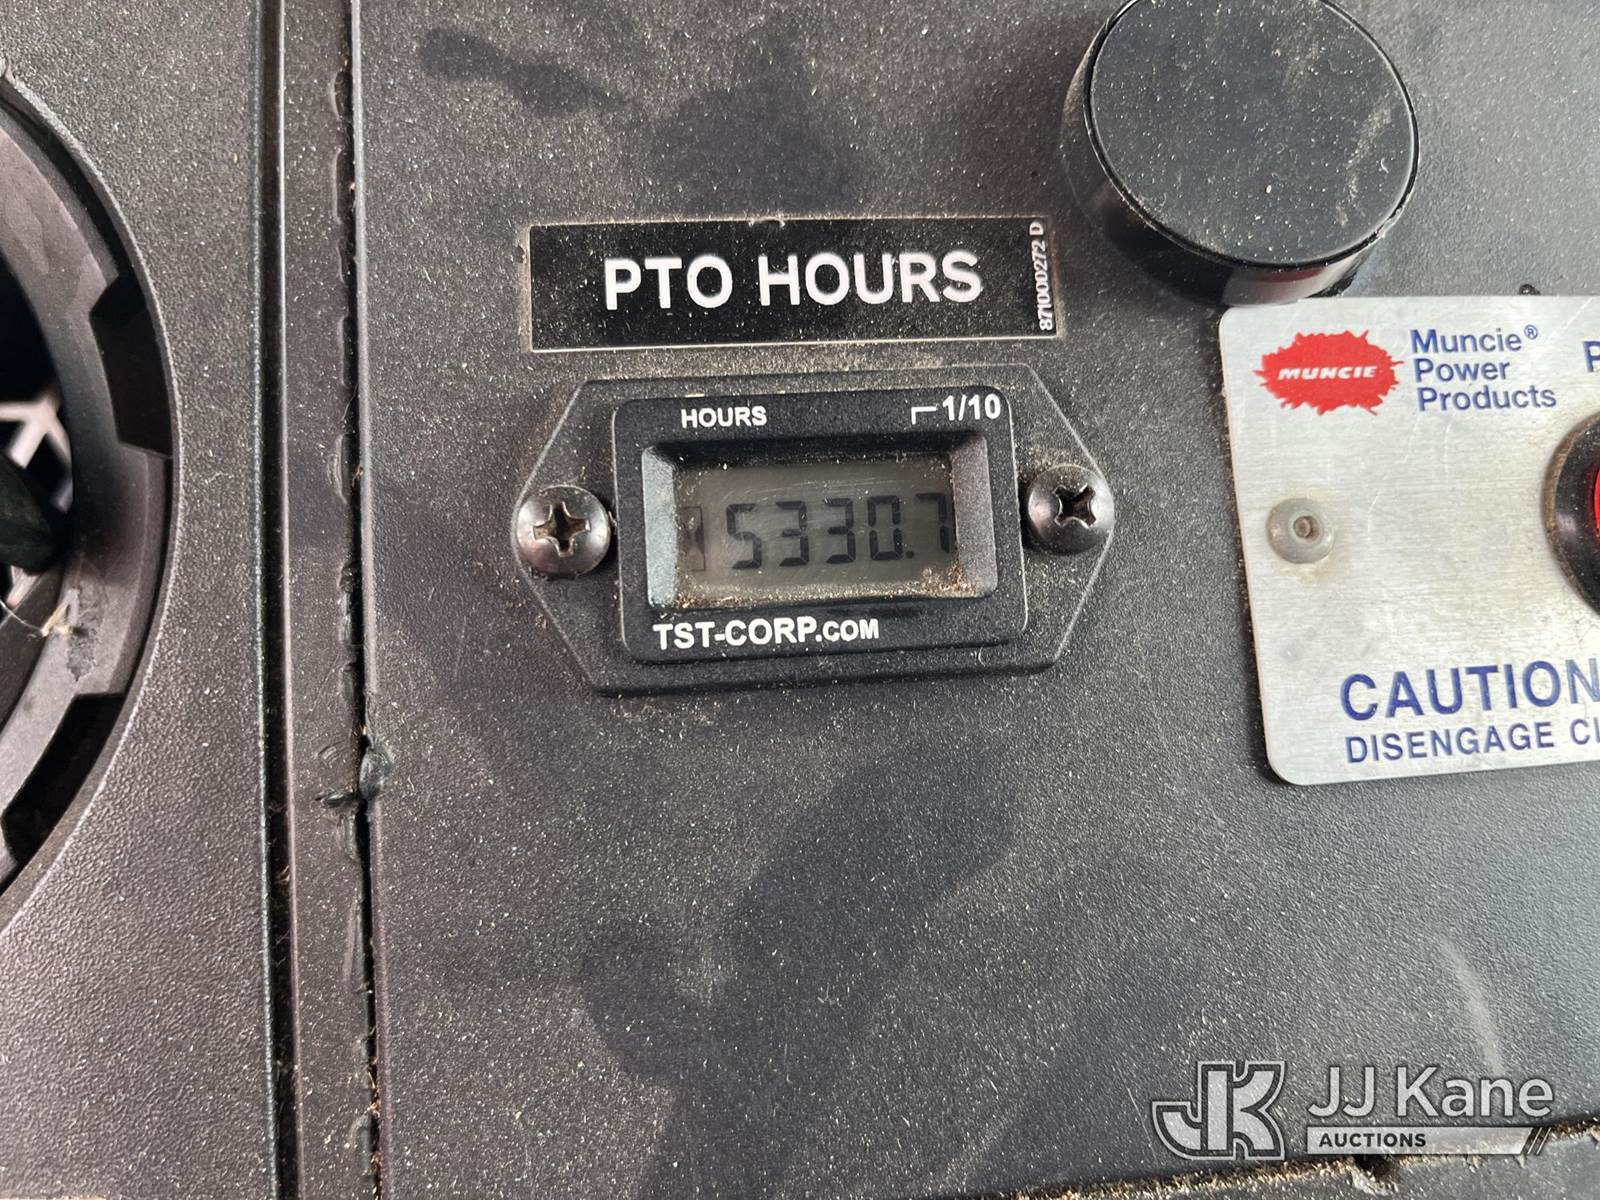 PTO HOURS
871000272 D
HOURS
1/10
5330.7
TST-CORP.COM
MUNCIE
Muncie®
Power
Products
CAUTION
DISENGAGE
JK
JJ Kane
AUCTIONS